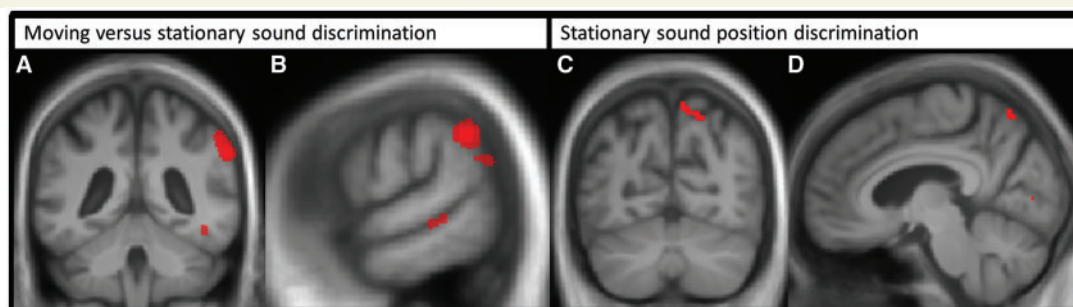 Moving versus stationary sound discrimination
Stationary sound position discrimination
A
B
C
D